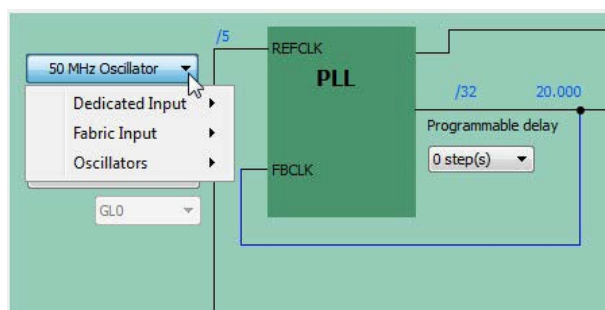 /5
REFCLK
50 MHz Oscillator
PLL
Dedicated Input
Fabric Input
Oscillators
/32 20.000
Programmable delay
0 step(s)
FBCLK
GL0